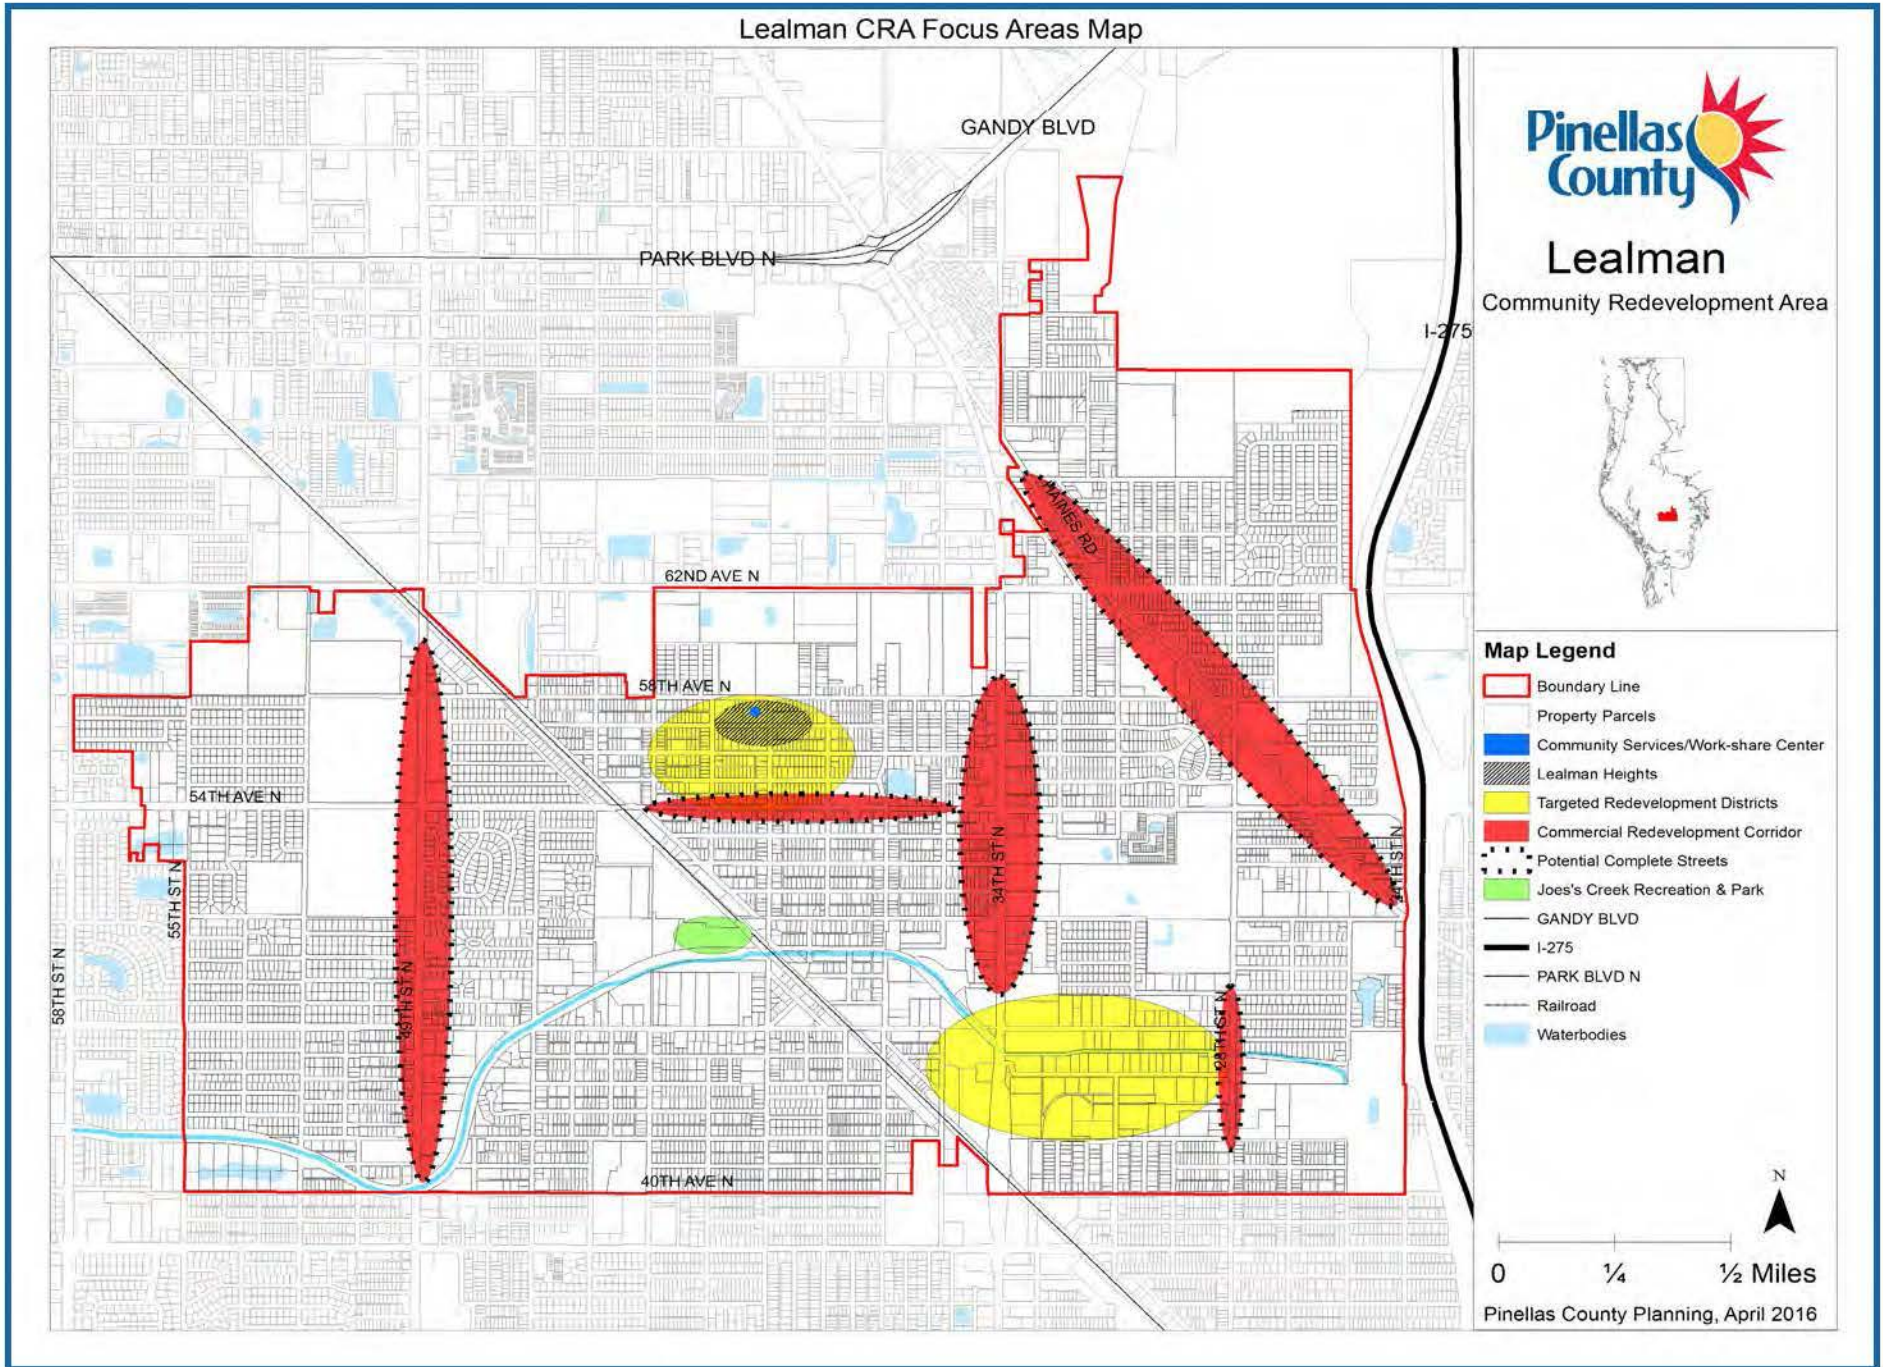 Lealman CRA Focus Areas Map
GANDY BLVD
PARK BLVD N
I-275
HAINES RD
62ND AVE N
58TH AVE N
54TH AVE N
34TH ST N
55TH ST N
58TH ST N
49TH ST N
28TH ST N
40TH AVE N
Pinellas
County
Lealman
Community Redevelopment Area
Map Legend
Boundary Line
Property Parcels
Community Services/Work-share Center
Lealman Heights
Targeted Redevelopment Districts
Commercial Redevelopment Corridor
Potential Complete Streets
Joes's Creek Recreation & Park
GANDY BLVD
I-275
PARK BLVD N
Railroad
Waterbodies
N
0 ¼ ½ Miles
Pinellas County Planning, April 2016